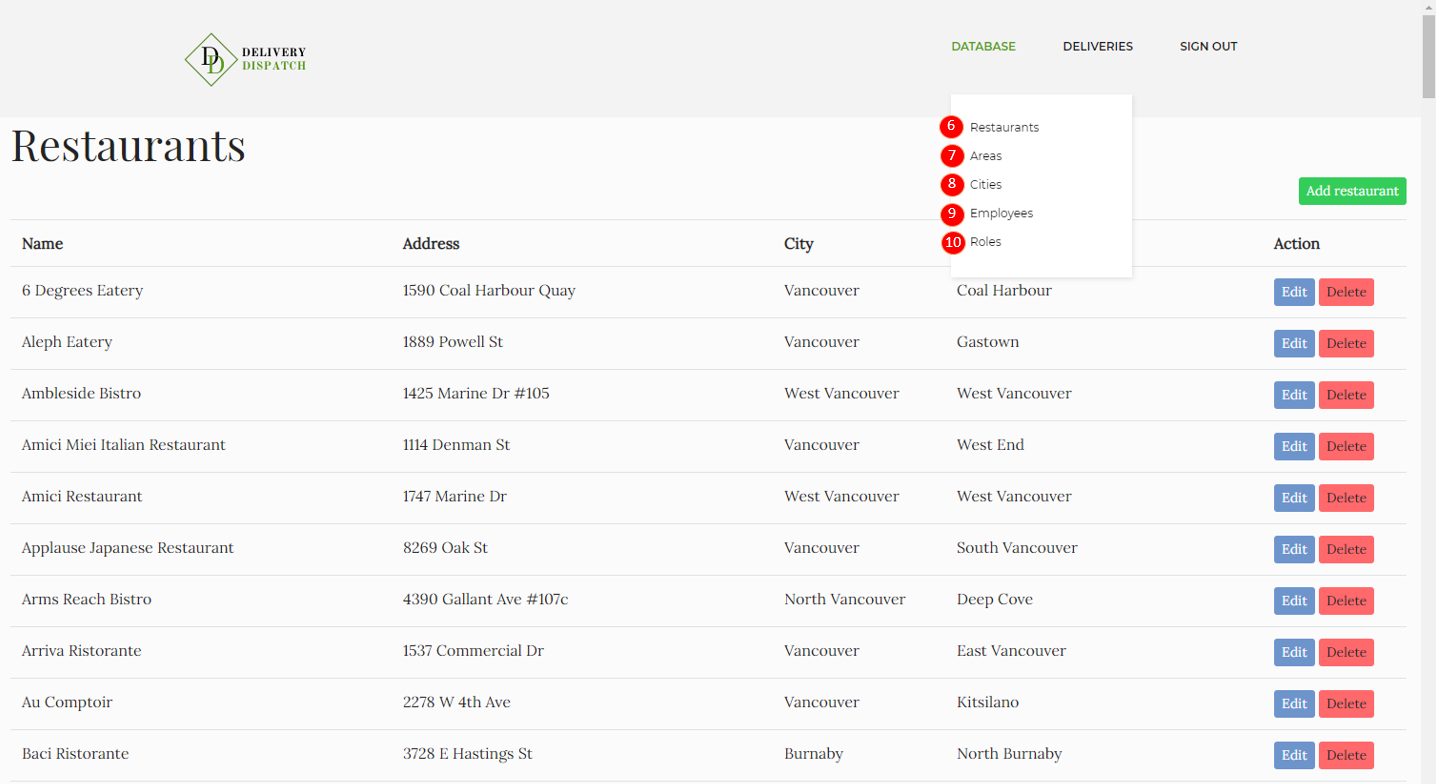 DD DELIVERY
DISPATCH
DATABASE DELIVERIES SIGN OUT
6 Restaurants
7 Areas
8 Cities
9 Employees
10 Roles
Restaurants
Add restaurant
Name Address City Action
6 Degrees Eatery 1590 Coal Harbour Quay Vancouver Coal Harbour Edit Delete
Aleph Eatery 1889 Powell St Vancouver Gastown Edit Delete
Ambleside Bistro 1425 Marine Dr #105 West Vancouver West Vancouver Edit Delete
Amici Miei Italian Restaurant 1114 Denman St Vancouver West End Edit Delete
Amici Restaurant 1747 Marine Dr West Vancouver West Vancouver Edit Delete
Applause Japanese Restaurant 8269 Oak St Vancouver South Vancouver Edit Delete
Arms Reach Bistro 4390 Gallant Ave #107c North Vancouver Deep Cove Edit Delete
Arriva Ristorante 1537 Commercial Dr Vancouver East Vancouver Edit Delete
Au Comptoir 2278 W 4th Ave Vancouver Kitsilano Edit Delete
Baci Ristorante 3728 E Hastings St Burnaby North Burnaby Edit Delete